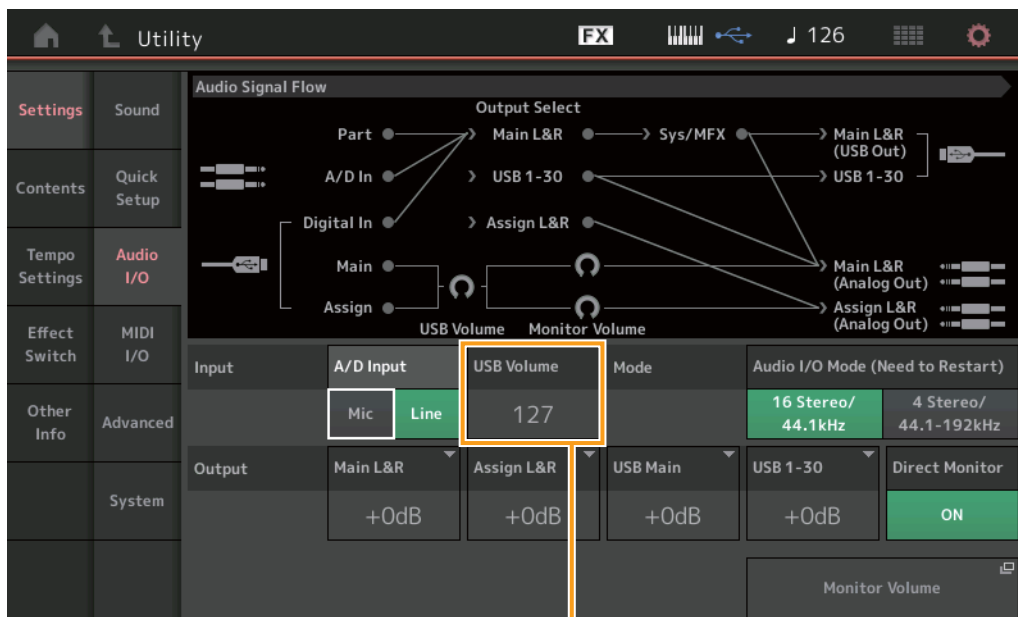 Utility FX ♩ 126
Settings
Sound
Contents
Quick
Setup
Tempo
Settings
Audio
I/O
Effect
Switch
MIDI
I/O
Other
Info
Advanced
System
Audio Signal Flow
Output Select
Part Main L&R Sys/MFX Main L&R
(USB Out)
A/D In USB 1-30 USB 1-30
Digital In Assign L&R
Main Main L&R
(Analog Out)
Assign Assign L&R
(Analog Out)
USB Volume Monitor Volume
Input A/D Input USB Volume Mode Audio I/O Mode (Need to Restart)
Mic Line 127 16 Stereo/ 4 Stereo/
44.1kHz 44.1-192kHz
Output Main L&R Assign L&R USB Main USB 1-30 Direct Monitor
+0dB +0dB +0dB +0dB ON
Monitor Volume